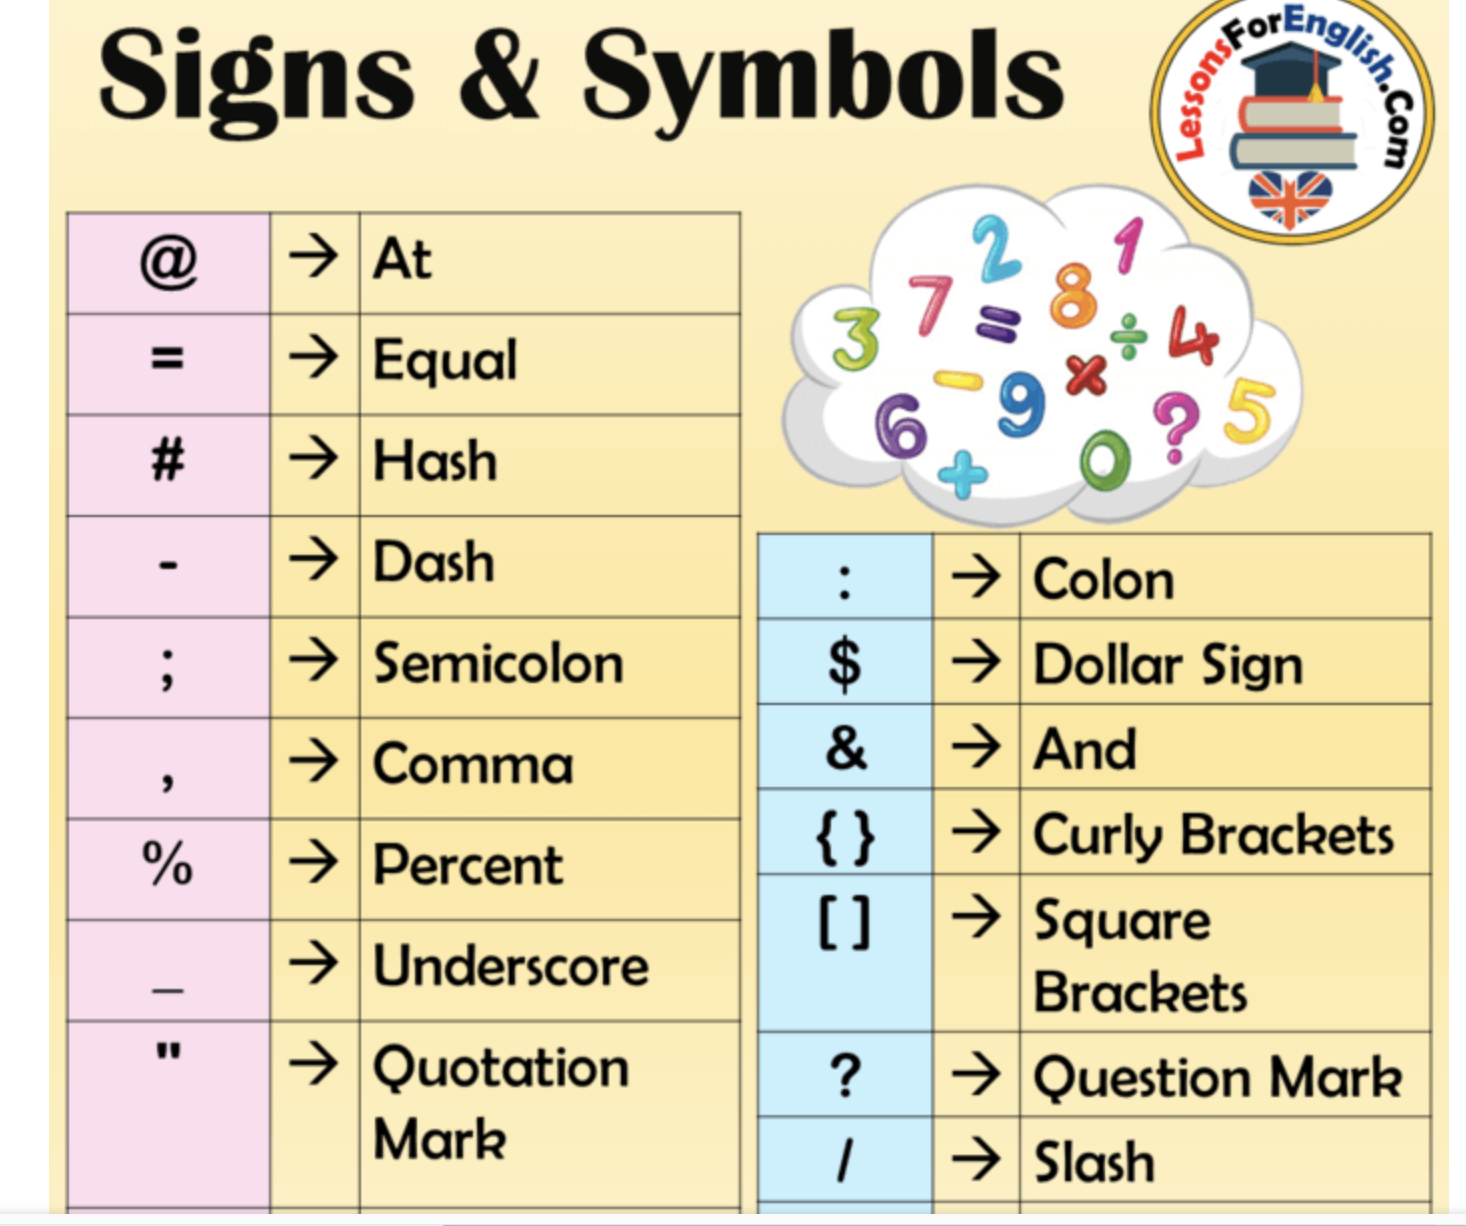 Signs & Symbols
LessonsForEnglish.Com
@ → At
= → Equal
# → Hash
- → Dash
; → Semicolon
, → Comma
% → Percent
_ → Underscore
" → Quotation
Mark
2 1
7 8
3 = ÷ 4
- 9 × ? 5
6 + 0
: → Colon
$ → Dollar Sign
& → And
{ } → Curly Brackets
[ ] → Square
Brackets
? → Question Mark
/ → Slash